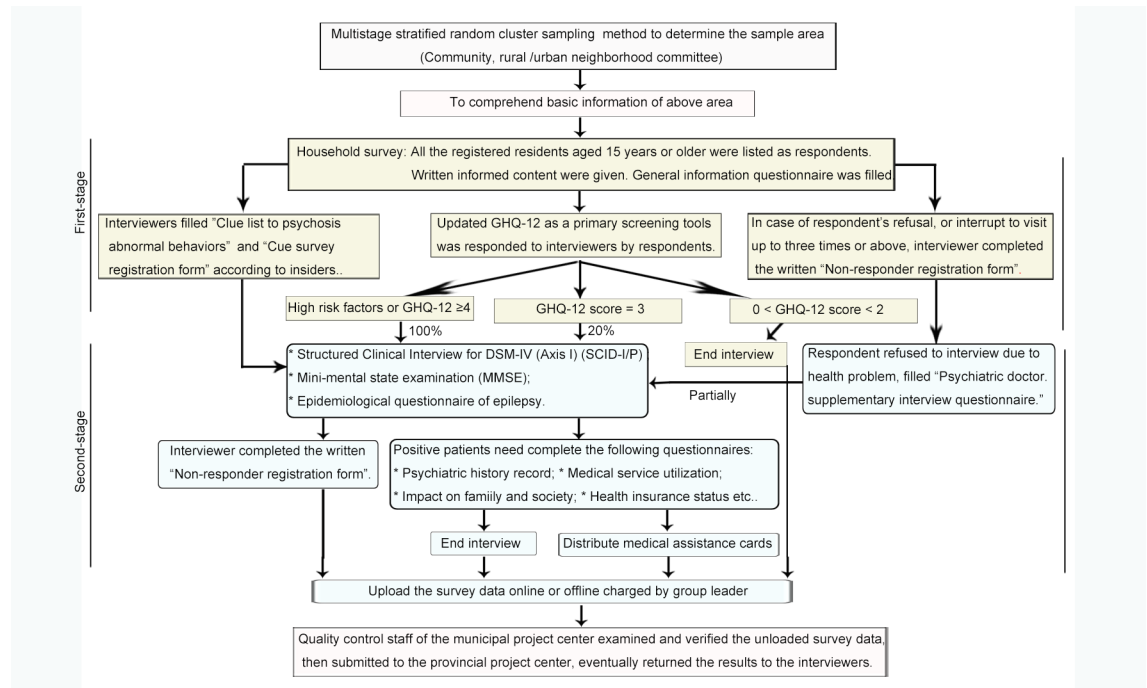 Multistage stratified random cluster sampling method to determine the sample area
(Community, rural /urban neighborhood committee)
To comprehend basic information of above area
First-stage
Household survey: All the registered residents aged 15 years or older were listed as respondents.
Written informed content were given. General information questionnaire was filled
Interviewers filled "Clue list to psychosis
abnormal behaviors" and "Cue survey
registration form" according to insiders..
Updated GHQ-12 as a primary screening tools
was responded to interviewers by respondents.
In case of respondent's refusal, or interrupt to visit
up to three times or above, interviewer completed
the written "Non-responder registration form".
High risk factors or GHQ-12 ≥4
GHQ-12 score = 3
0 < GHQ-12 score < 2
100%
20%
Second-stage
* Structured Clinical Interview for DSM-IV (Axis I) (SCID-I/P)
* Mini-mental state examination (MMSE);
* Epidemiological questionnaire of epilepsy.
End interview
Partially
Respondent refused to interview due to
health problem, filled "Psychiatric doctor.
supplementary interview questionnaire."
Interviewer completed the written
"Non-responder registration form".
Positive patients need complete the following questionnaires:
* Psychiatric history record; * Medical service utilization;
* Impact on famiily and society; * Health insurance status etc..
End interview
Distribute medical assistance cards
Upload the survey data online or offline charged by group leader
Quality control staff of the municipal project center examined and verified the unloaded survey data,
then submitted to the provincial project center, eventually returned the results to the interviewers.